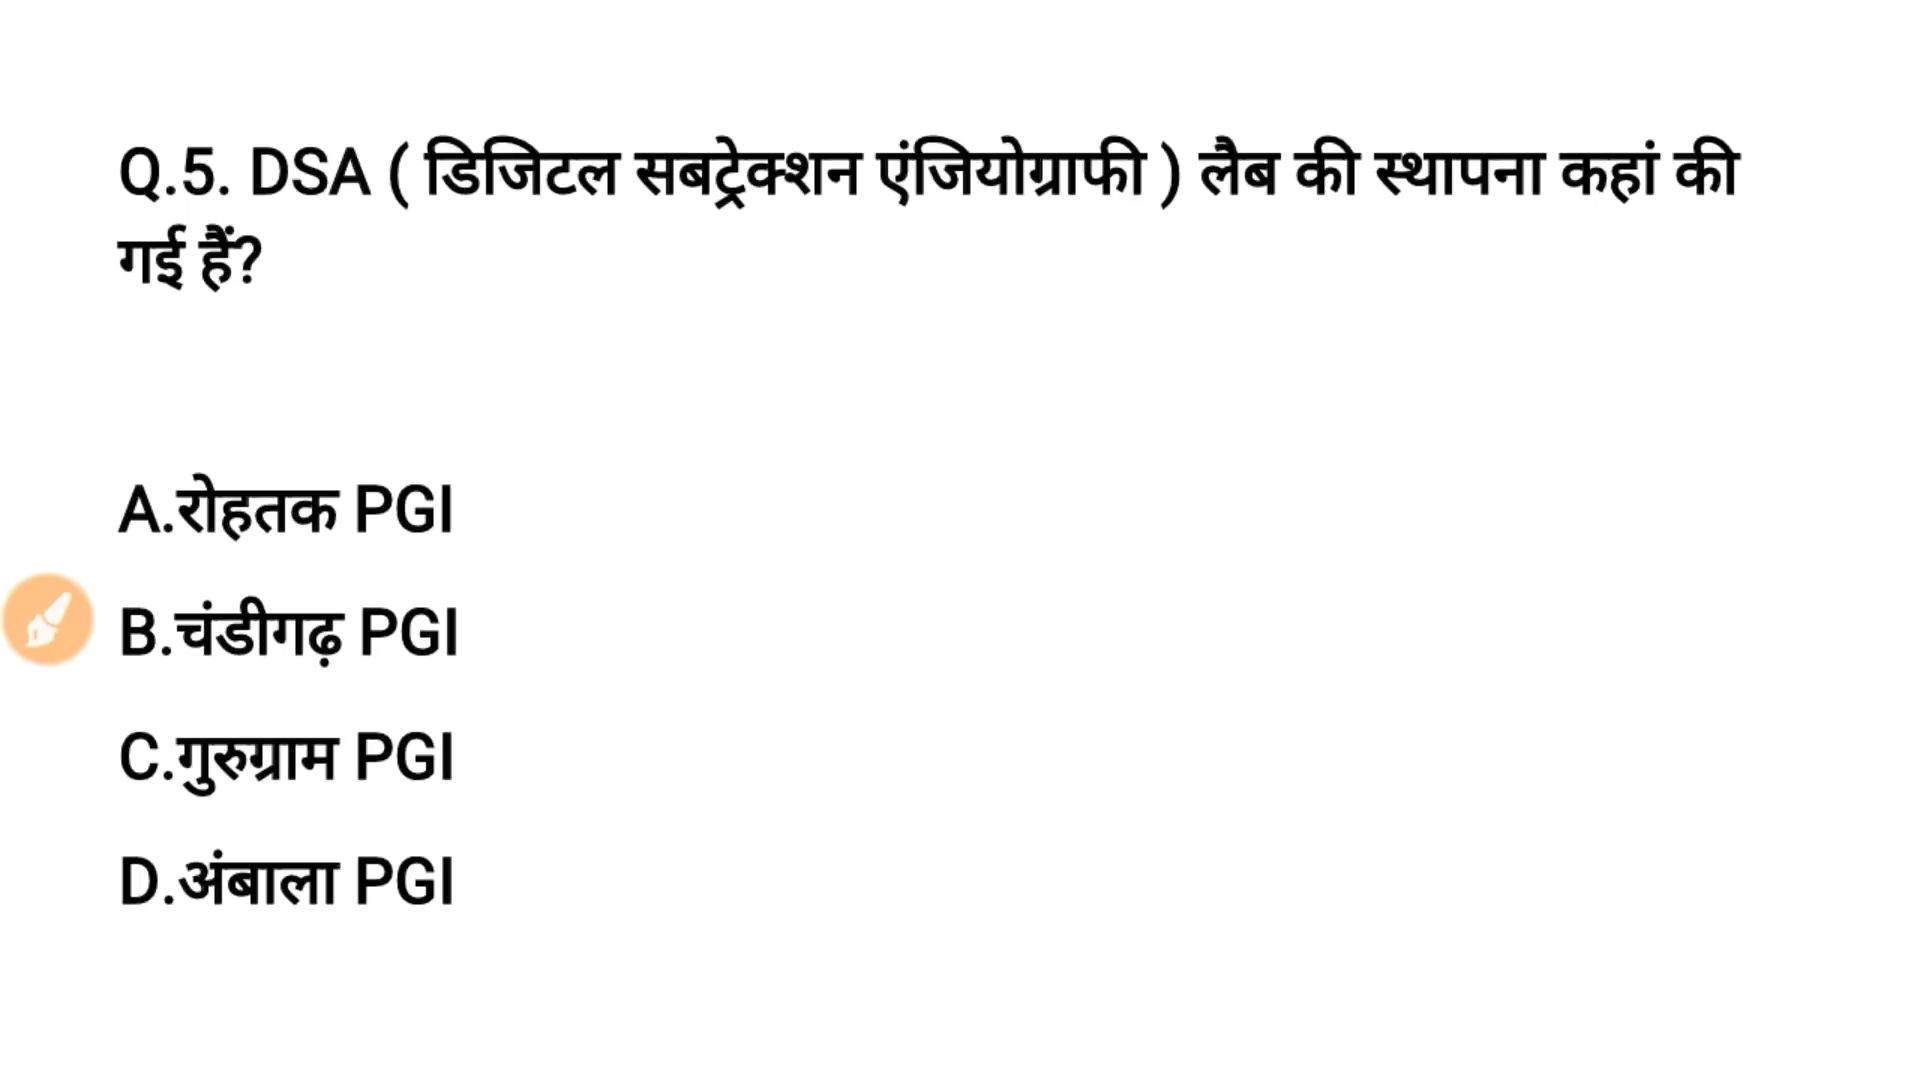 Q.5. DSA ( डिजिटल सबट्रेक्शन एंजियोग्राफी ) लैब की स्थापना कहां की
गई हैं?
A.रोहतक PGI
B.चंडीगढ़ PGI
C.गुरुग्राम PGI
D.अंबाला PGI